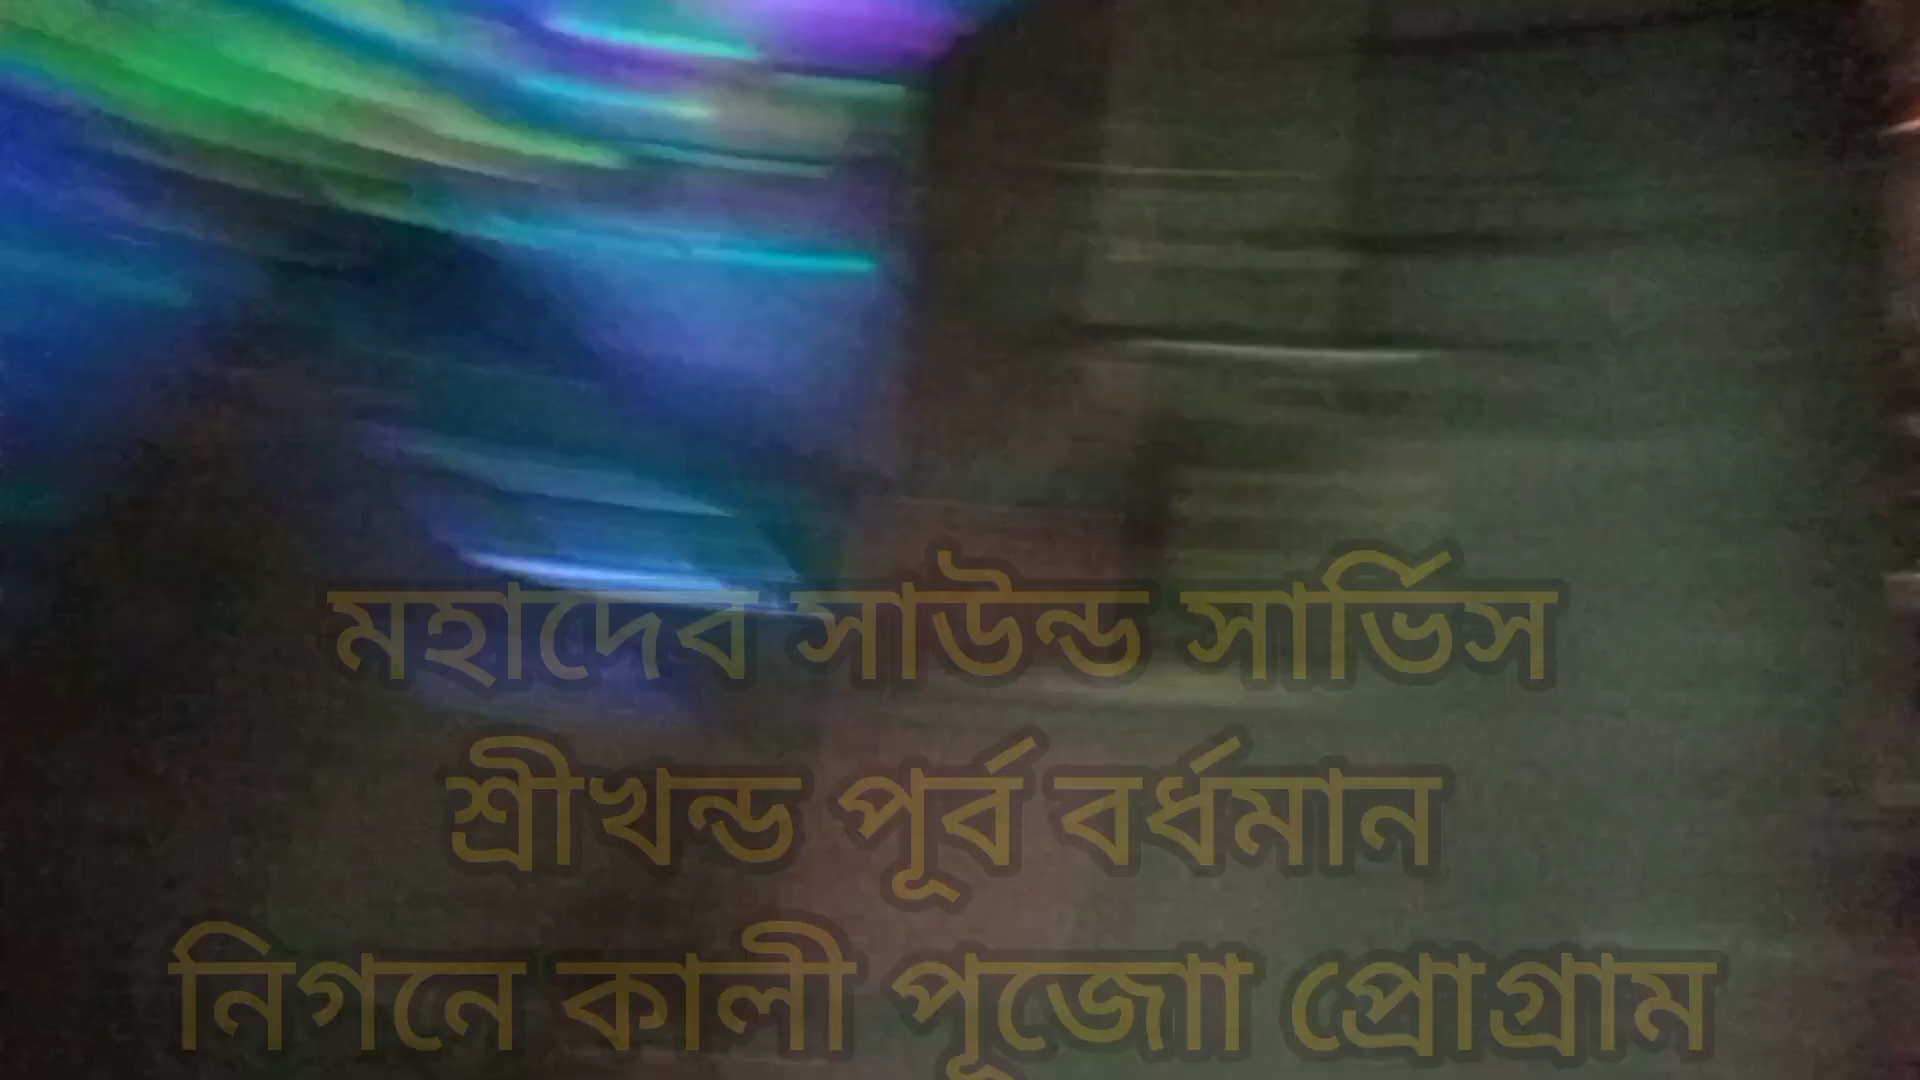 মহাদেব সাউন্ড সার্ভিস
শ্রীখন্ড পূর্ব বর্ধমান
নিগনে কালী পূজোা প্রোগ্রাম